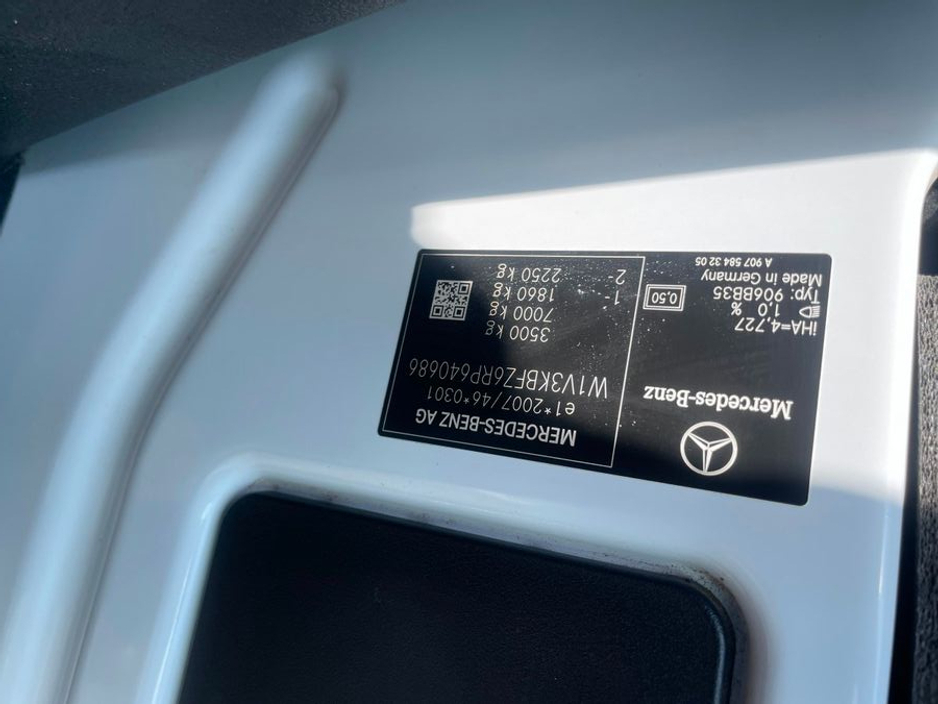 Mercedes-Benz
iHA=4,727
1,0 %
Typ: 906BB35
Made in Germany
A 907 584 32 05
0,50
MERCEDES-BENZ AG
e1*2007/46*0301
W1V3KBFZ6RP640686
3500 kg
7000 kg
1- 1860 kg
2- 2250 kg